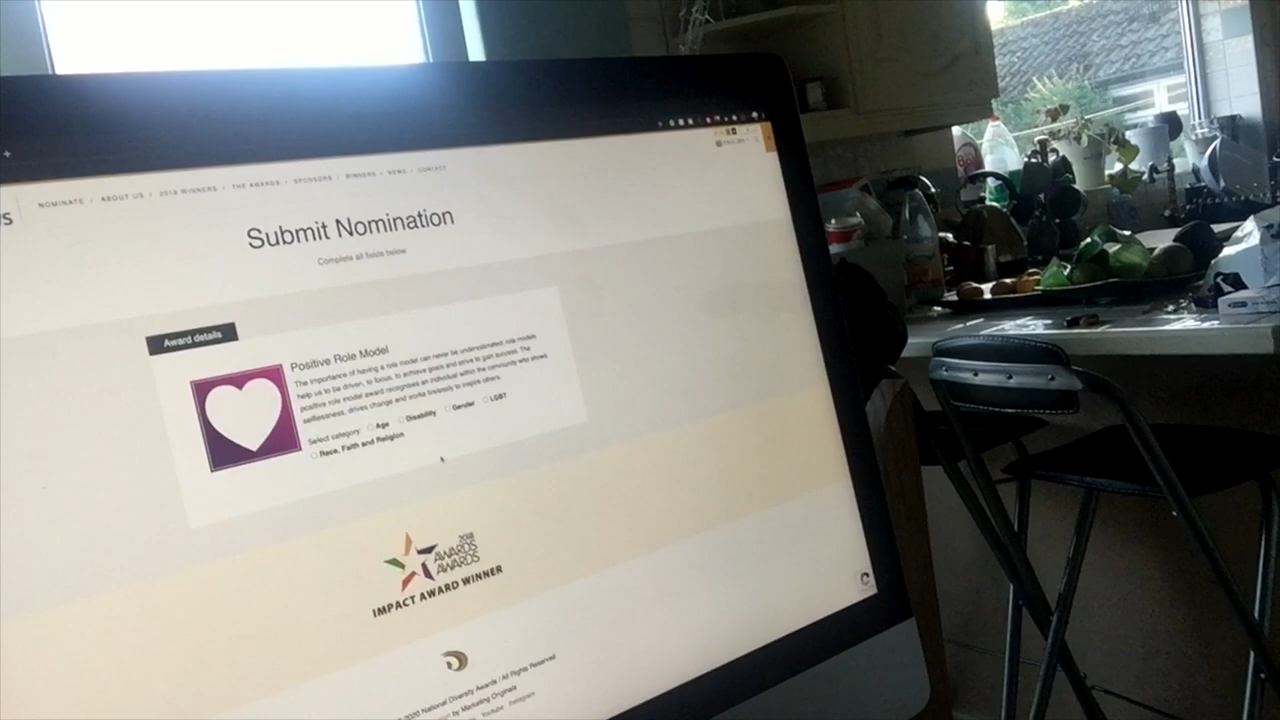 NOMINATE / ABOUT US / 2019 WINNERS / THE AWARDS / SPONSORS / WINNERS / NEWS / CONTACT
Submit Nomination
Complete all fields below
Award details
Positive Role Model
The importance of having a role model can never be underestimated; role models
help us to be driven, to focus, to achieve goals and strive to gain success. The
positive role model award recognises an individual within the community who shows
selflessness, drives change and works tirelessly to inspire others.
Select category: Age Disability Gender LGBT
Race, Faith and Religion
2018
AWARDS
AWARDS
IMPACT AWARD WINNER
2020 National Diversity Awards / All Rights Reserved
by Marketing Originals
Youtube Instagram